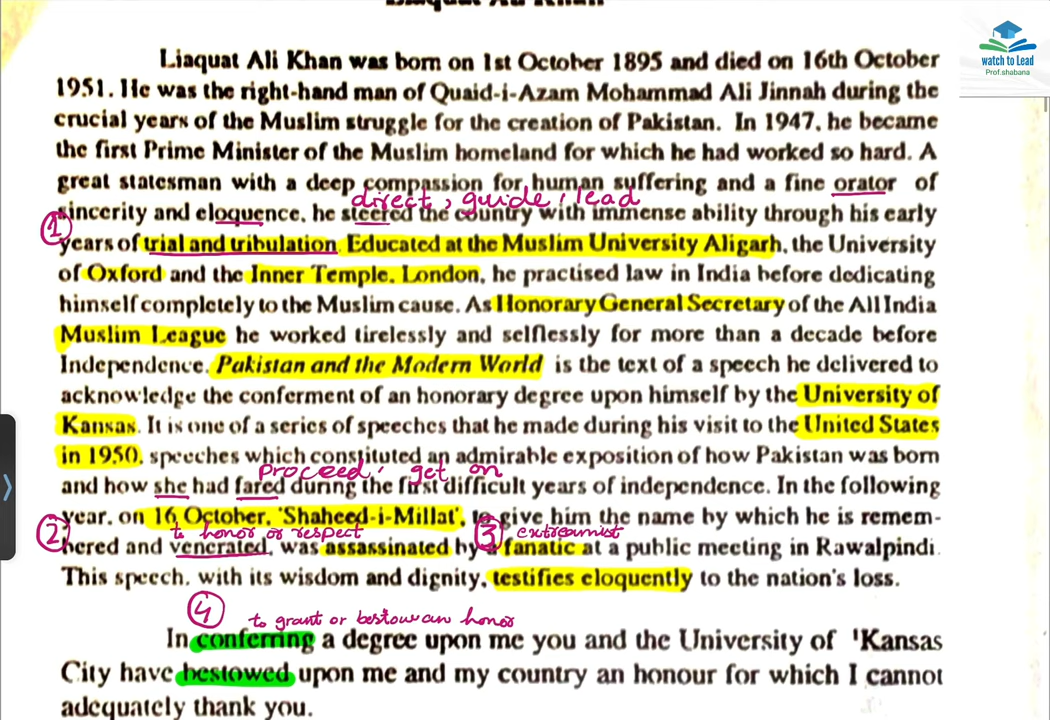 Liaquat Ali Khan
watch to Lead
Prof.shabana
Liaquat Ali Khan was born on 1st October 1895 and died on 16th October
1951. He was the right-hand man of Quaid-i-Azam Mohammad Ali Jinnah during the
crucial years of the Muslim struggle for the creation of Pakistan. In 1947, he became
the first Prime Minister of the Muslim homeland for which he had worked so hard. A
great statesman with a deep compassion for human suffering and a fine orator of
direct, guide, lead
sincerity and eloquence, he steered the country with immense ability through his early
1
years of trial and tribulation. Educated at the Muslim University Aligarh, the University
of Oxford and the Inner Temple, London, he practised law in India before dedicating
himself completely to the Muslim cause. As Honorary General Secretary of the All India
Muslim League he worked tirelessly and selflessly for more than a decade before
Independence. Pakistan and the Modern World is the text of a speech he delivered to
acknowledge the conferment of an honorary degree upon himself by the University of
Kansas. It is one of a series of speeches that he made during his visit to the United States
in 1950, speeches which constituted an admirable exposition of how Pakistan was born
proceed, get on
and how she had fared during the first difficult years of independence. In the following
year, on 16 October, 'Shaheed-i-Millat', to give him the name by which he is remem-
2 to honor or respect 3 extreamist
bered and venerated, was assassinated by a fanatic at a public meeting in Rawalpindi.
This speech, with its wisdom and dignity, testifies eloquently to the nation's loss.
4 to grant or bestow an honor
In conferring a degree upon me you and the University of 'Kansas
City have bestowed upon me and my country an honour for which I cannot
adequately thank you.